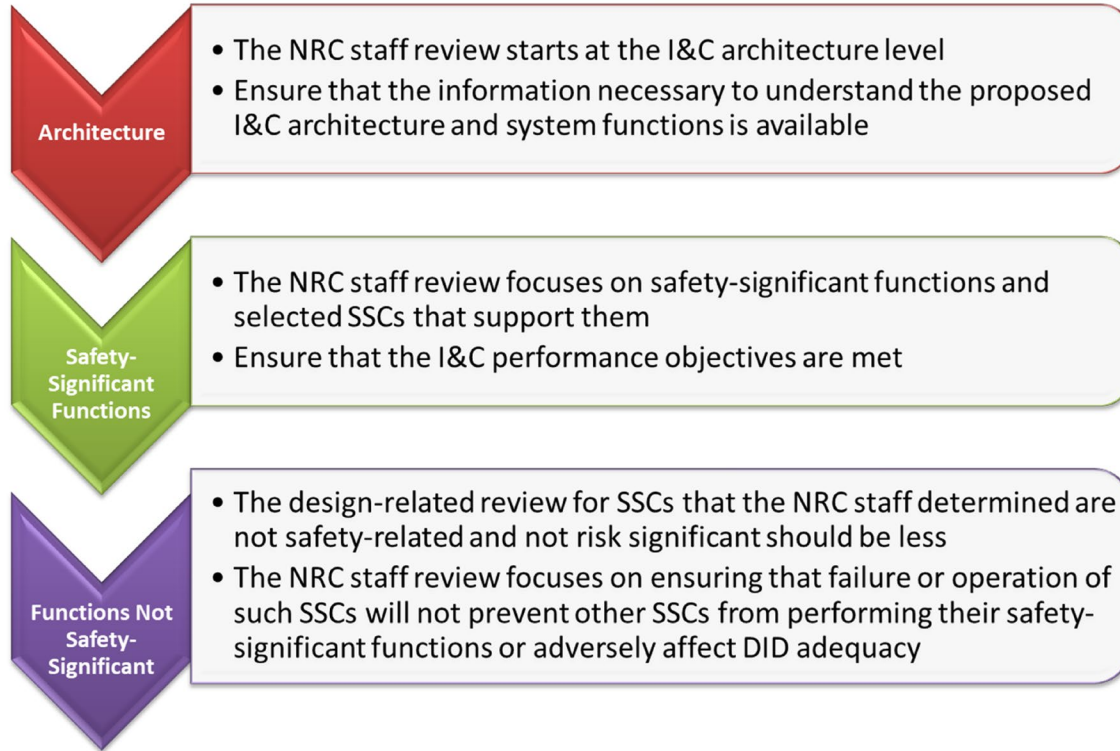 Architecture
• The NRC staff review starts at the I&C architecture level
• Ensure that the information necessary to understand the proposed
I&C architecture and system functions is available
Safety-
Significant
Functions
• The NRC staff review focuses on safety-significant functions and
selected SSCs that support them
• Ensure that the I&C performance objectives are met
Functions Not
Safety-
Significant
• The design-related review for SSCs that the NRC staff determined are
not safety-related and not risk significant should be less
• The NRC staff review focuses on ensuring that failure or operation of
such SSCs will not prevent other SSCs from performing their safety-
significant functions or adversely affect DID adequacy